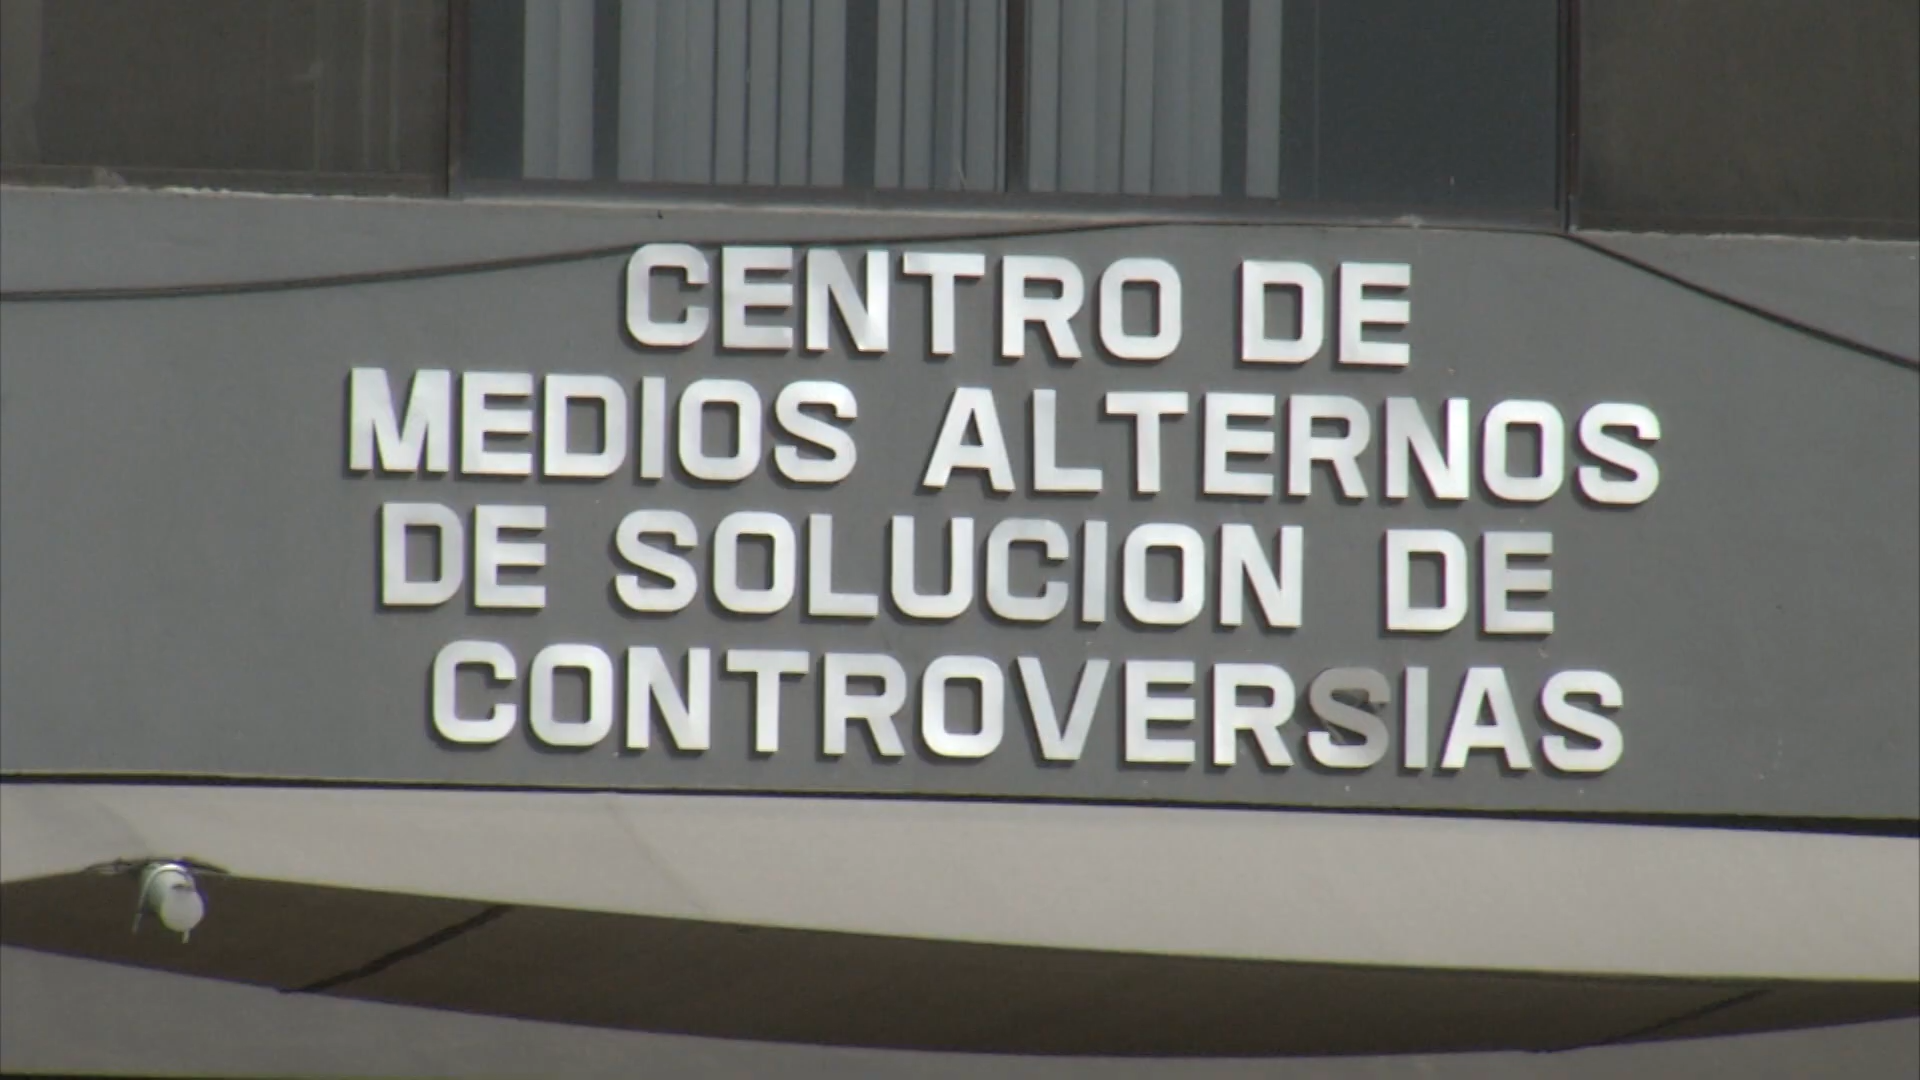 CENTRO DE
MEDIOS ALTERNOS
DE SOLUCION DE
CONTROVERSIAS